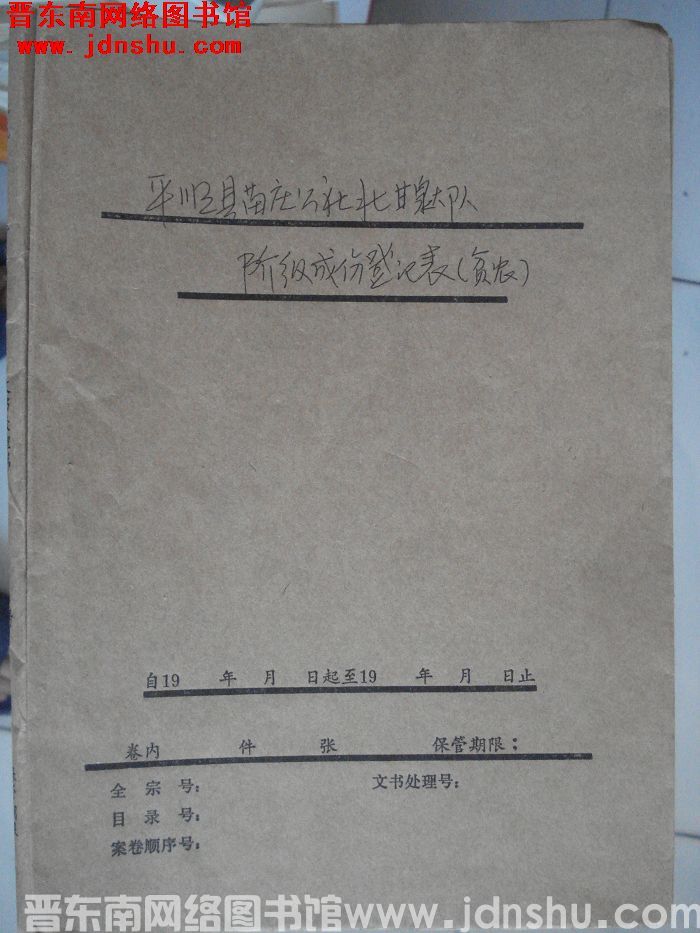 晋东南网络图书馆
www.jdnshu.com
平顺县苗庄公社北甘泉大队
阶级成份登记表(贫农)
自19 年 月 日起至19 年 月 日止
卷内 件 张 保管期限:
全宗号: 文书处理号:
目录号:
案卷顺序号:
晋东南网络图书馆www.jdnshu.com